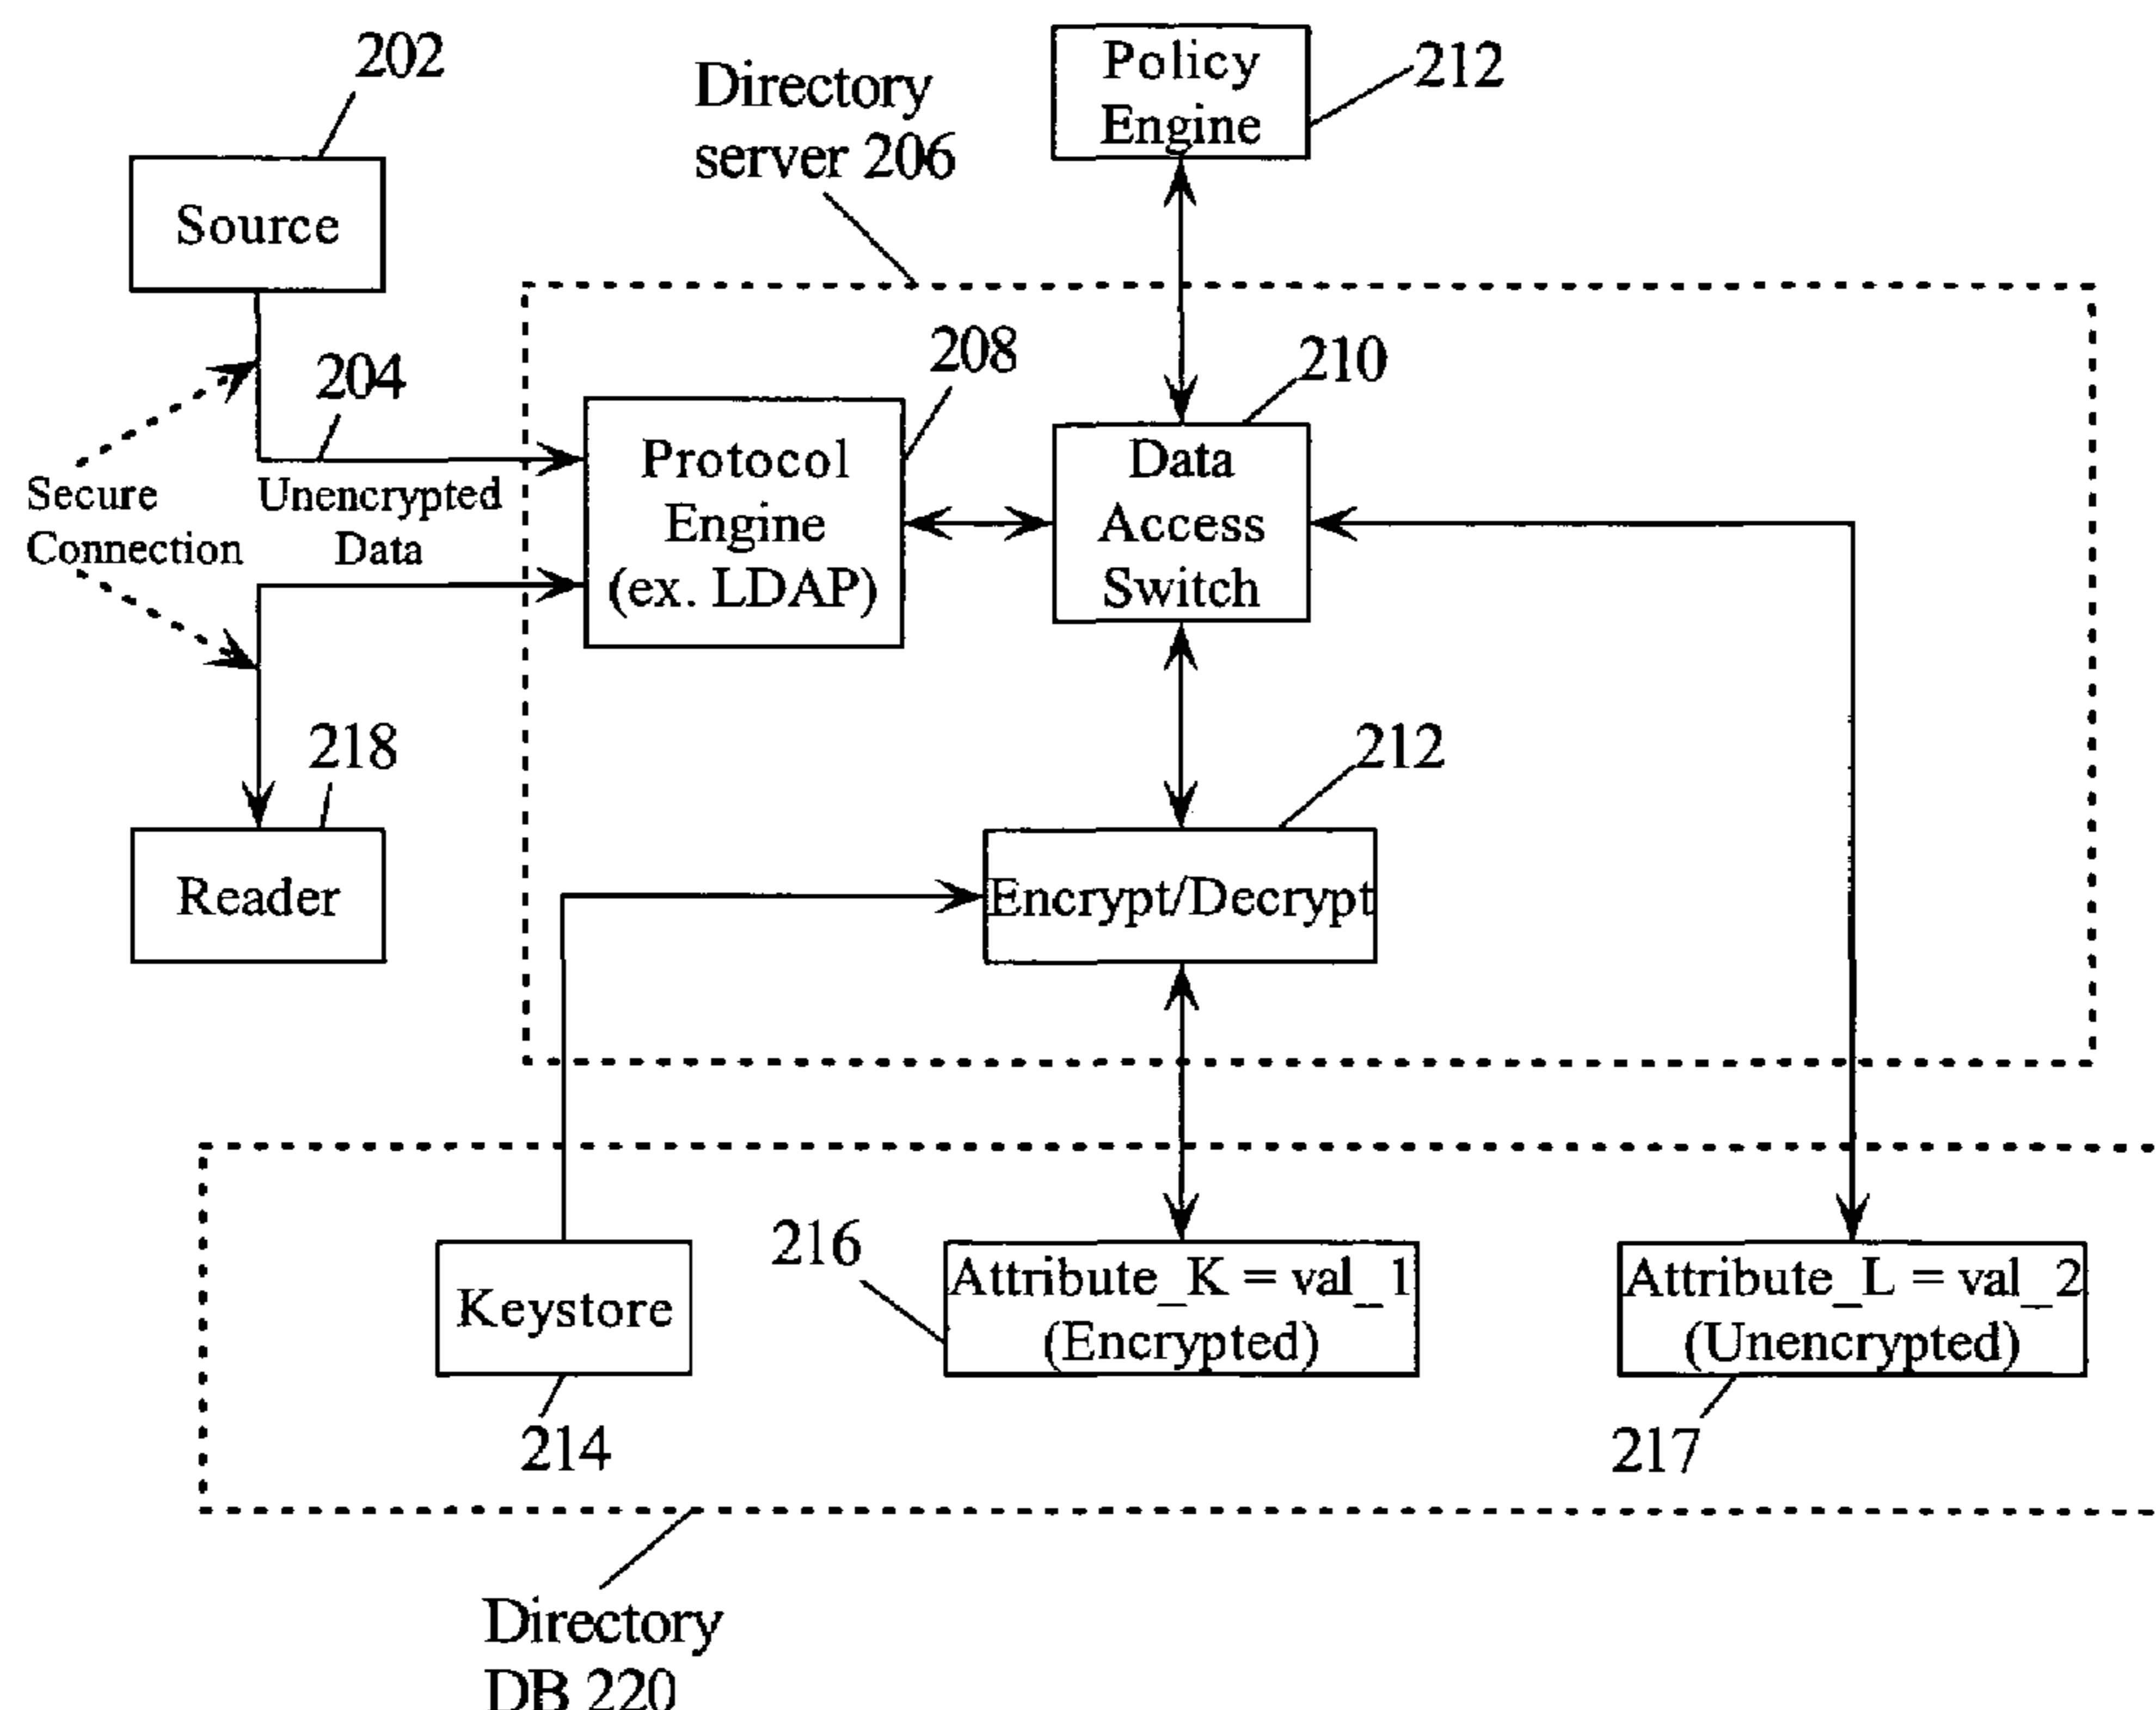 202
Directory
server 206
Policy
Engine
212
Source
204
208
210
Secure
Connection
Unencrypted
Data
Protocol
Engine
(ex. LDAP)
Data
Access
Switch
218
212
Reader
Encrypt/Decrypt
216
Keystore
Attribute_K = val_1
(Encrypted)
Attribute_L = val_2
(Unencrypted)
214
217
Directory
DB 220